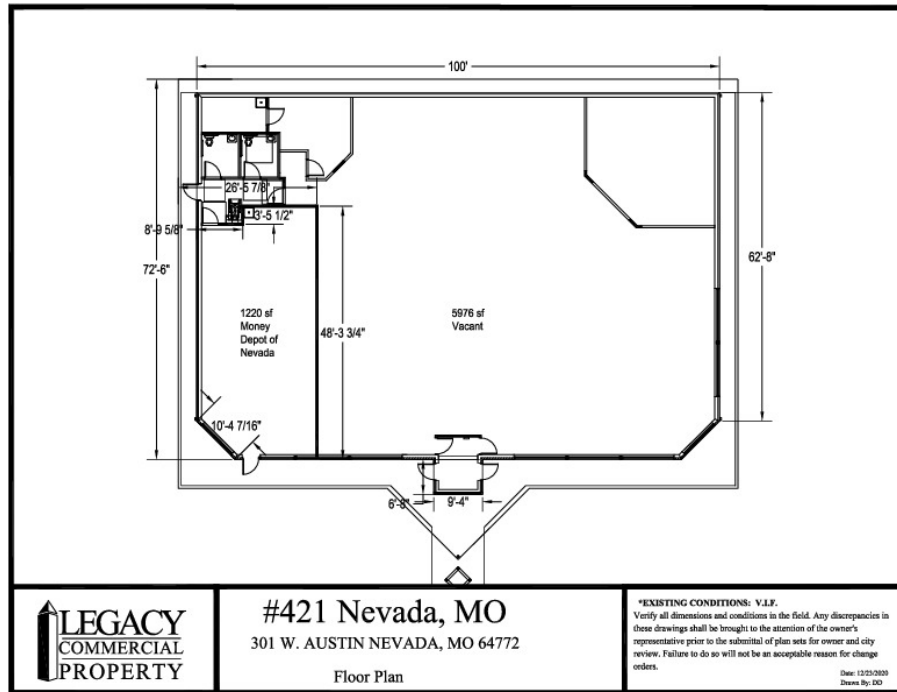 100'
26'-5 7/8"
3'-5 1/2"
8'-9 5/8"
72'-6"
62'-8"
1220 sf
Money
Depot of
Nevada
5976 sf
Vacant
48'-3 3/4"
10'-4 7/16"
6'-8"
9'-4"
LEGACY
COMMERCIAL
PROPERTY
#421 Nevada, MO
301 W. AUSTIN NEVADA, MO 64772
Floor Plan
*EXISTING CONDITIONS: V.I.F.
Verify all dimensions and conditions in the field. Any discrepancies in
these drawings shall be brought to the attention of the owner's
representative prior to the submittal of plan sets for owner and city
review. Failure to do so will not be an acceptable reason for change
orders.
Date: 12/23/2020
Drawn By: DD